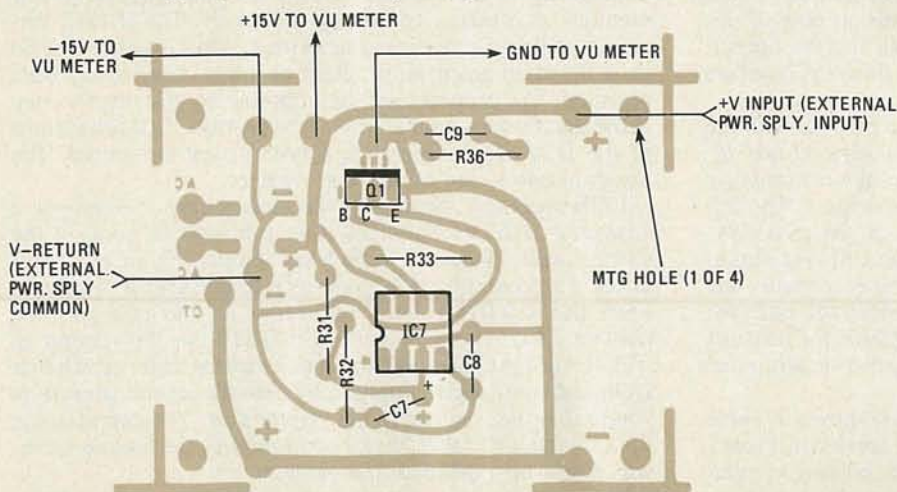 +15V TO VU METER
–15V TO
VU METER
GND TO VU METER
+V INPUT (EXTERNAL
PWR. SPLY. INPUT)
C9
R36
+
AC
–
Q1
B C E
+
AC
–
V–RETURN
(EXTERNAL.
PWR. SPLY
COMMON)
R33
MTG HOLE (1 OF 4)
CT
R31
R32
IC7
C8
+
C7
+
+
–